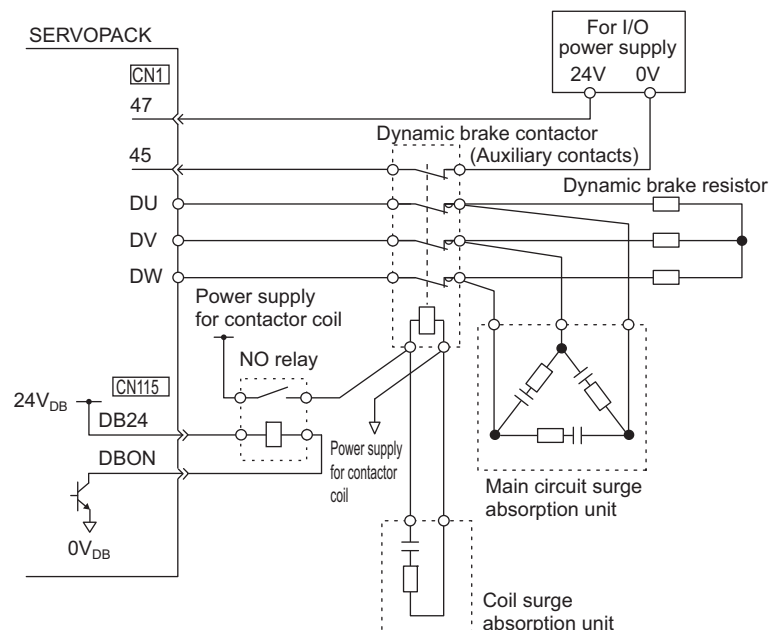 SERVOPACK
For I/O
power supply
24V 0V
CN1
47
Dynamic brake contactor
(Auxiliary contacts)
45
Dynamic brake resistor
DU
DV
DW
Power supply
for contactor coil
NO relay
CN115
24VDB
DB24
DBON
0VDB
Power supply
for contactor
coil
Main circuit surge
absorption unit
Coil surge
absorption unit